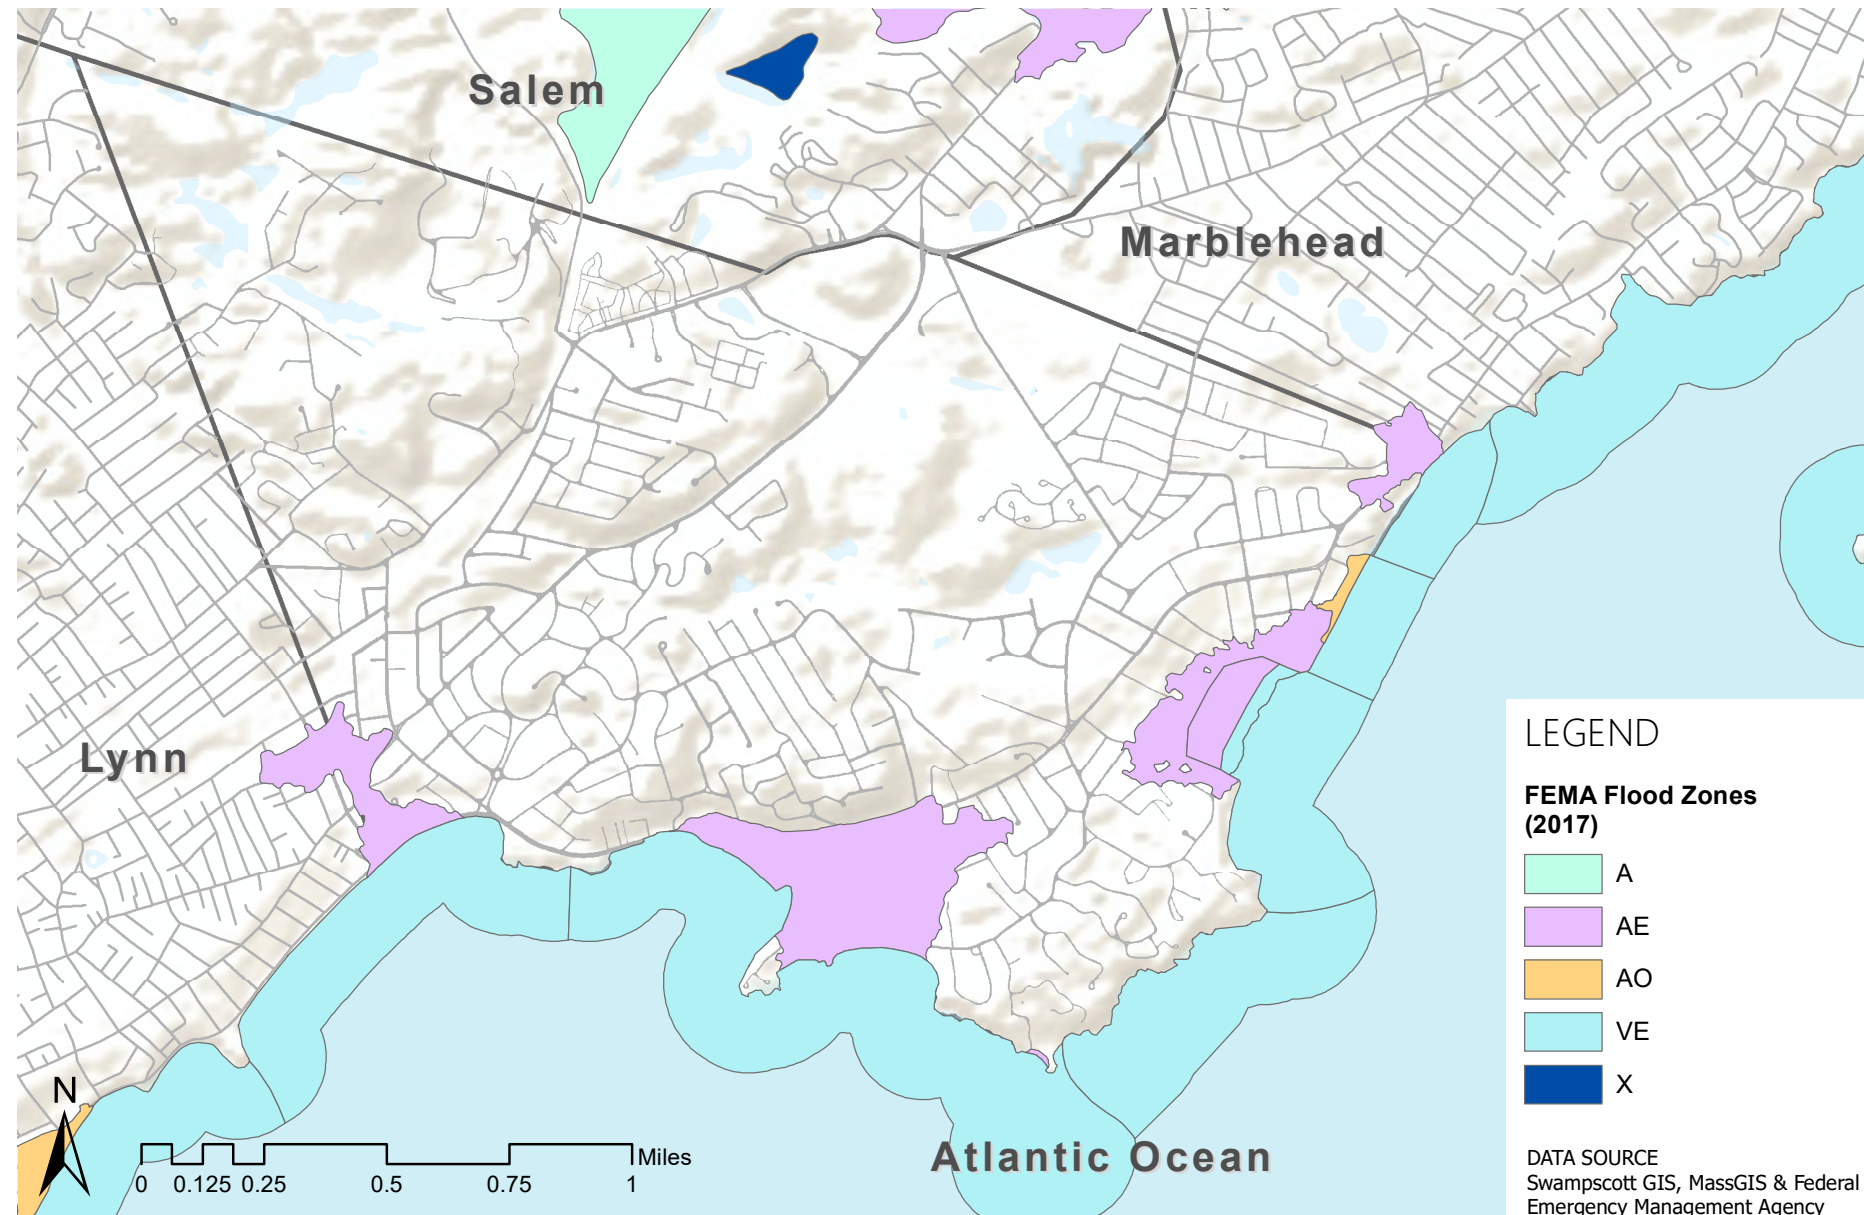 Salem
Marblehead
Lynn
LEGEND
FEMA Flood Zones
(2017)
A
AE
AO
VE
X
N
Miles
0 0.125 0.25 0.5 0.75 1
Atlantic Ocean
DATA SOURCE
Swampscott GIS, MassGIS & Federal
Emergency Management Agency